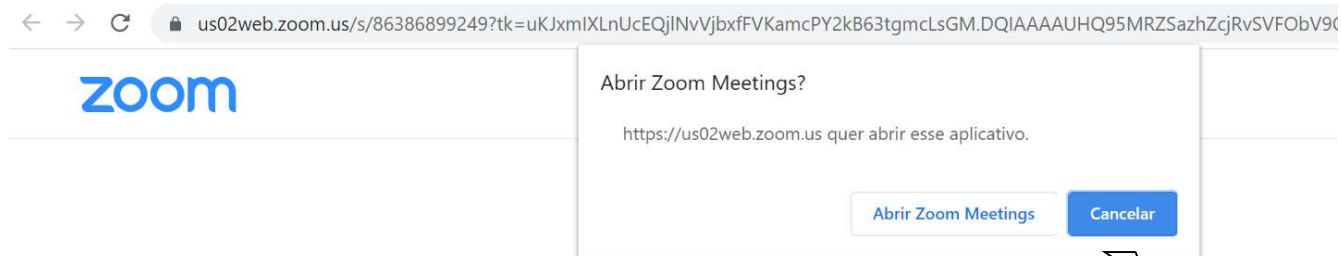 us02web.zoom.us/s/86386899249?tk=uKJxmIXLnUcEQjlNvVjbxfFVKamcPY2kB63tgmcLsGM.DQIAAAAUHQ95MRZSazhZcjRvSVFObV9
zoom
Abrir Zoom Meetings?
https://us02web.zoom.us quer abrir esse aplicativo.
Abrir Zoom Meetings
Cancelar